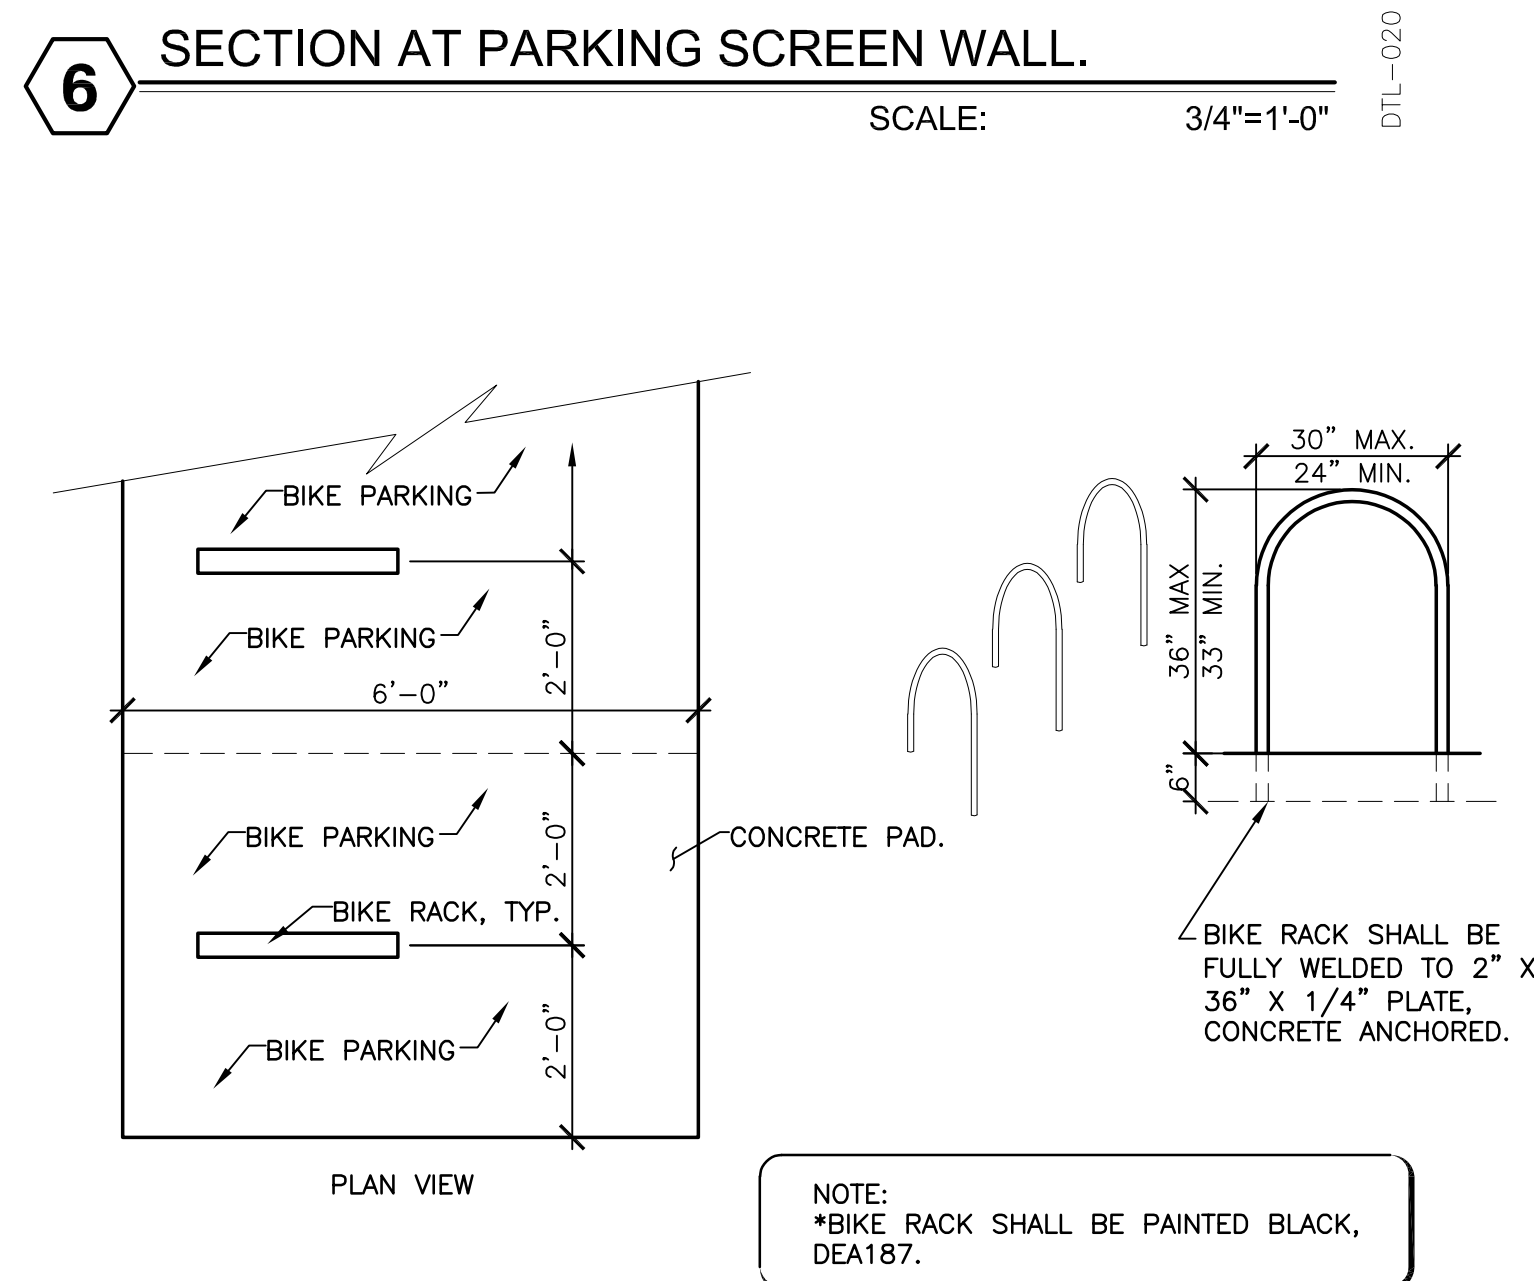 6
SECTION AT PARKING SCREEN WALL.
SCALE: 3/4"=1'-0"
DTL-020
BIKE PARKING
BIKE PARKING
6'-0"
2'-0"
BIKE PARKING
2'-0"
CONCRETE PAD.
BIKE RACK, TYP.
BIKE PARKING
2'-0"
PLAN VIEW
30" MAX.
24" MIN.
36" MAX
33" MIN.
6"
BIKE RACK SHALL BE
FULLY WELDED TO 2" X
36" X 1/4" PLATE,
CONCRETE ANCHORED.
NOTE:
*BIKE RACK SHALL BE PAINTED BLACK,
DEA187.